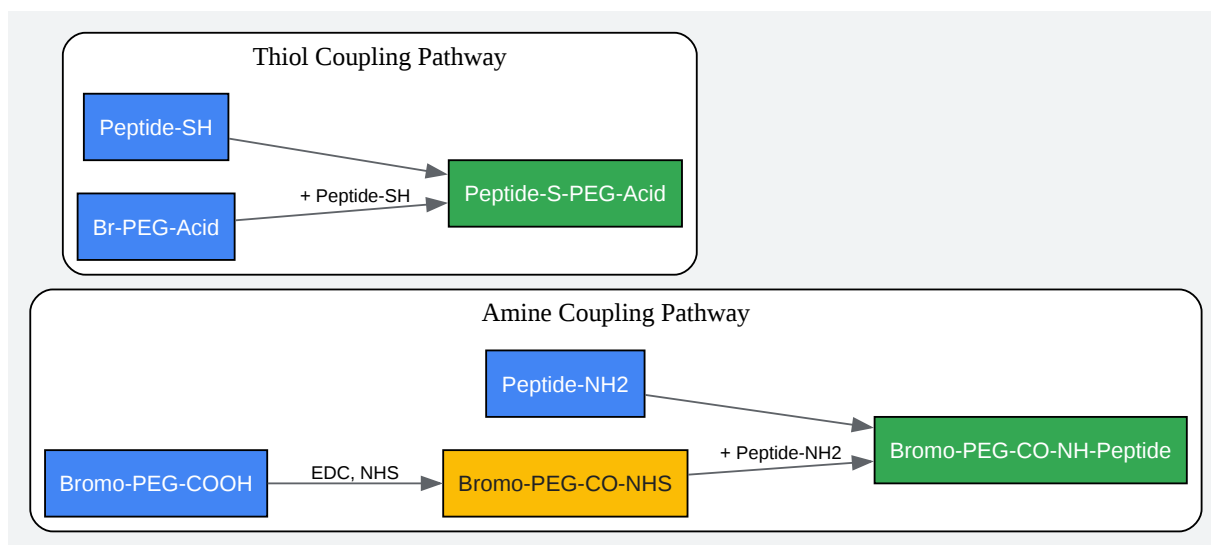 Thiol Coupling Pathway
Peptide-SH
+ Peptide-SH
Peptide-S-PEG-Acid
Br-PEG-Acid
Amine Coupling Pathway
Peptide-NH2
+ Peptide-NH2
Bromo-PEG-CO-NH-Peptide
Bromo-PEG-COOH
EDC, NHS
Bromo-PEG-CO-NHS